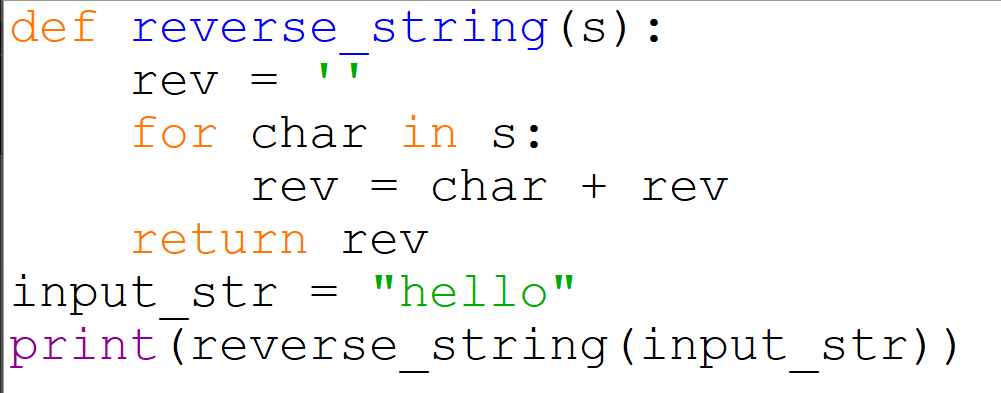 def reverse_string(s):
    rev = ''
    for char in s:
        rev = char + rev
    return rev
input_str = "hello"
print(reverse_string(input_str))